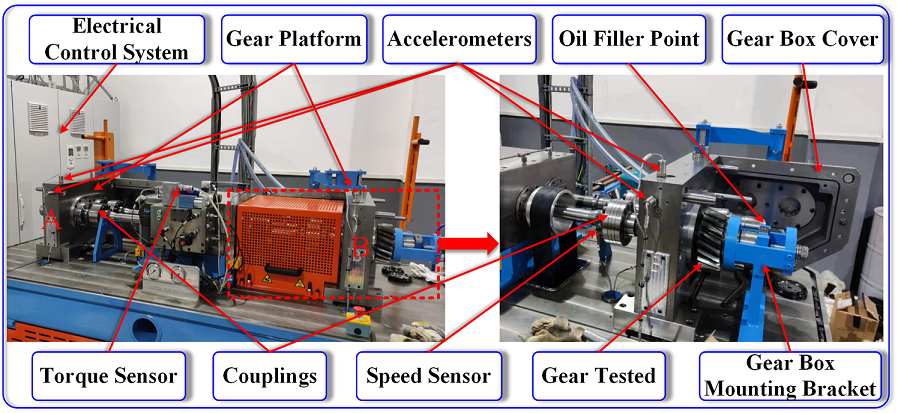 Electrical
Control System
Gear Platform
Accelerometers
Oil Filler Point
Gear Box Cover
A
B
Torque Sensor
Couplings
Speed Sensor
Gear Tested
Gear Box
Mounting Bracket